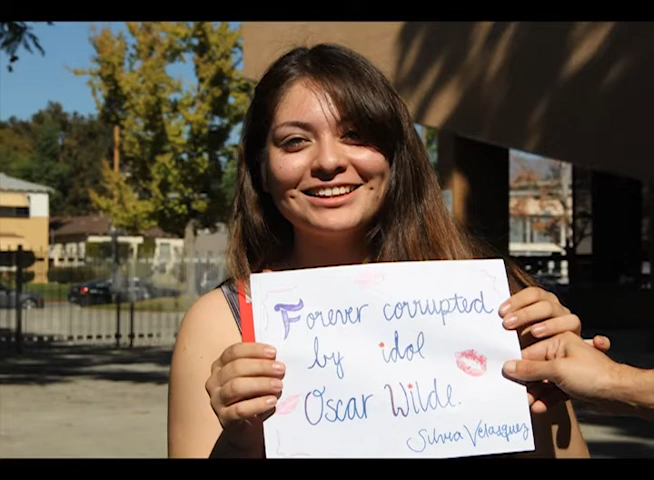 Forever corrupted
by idol
Oscar Wilde.
Silvia Velasquez